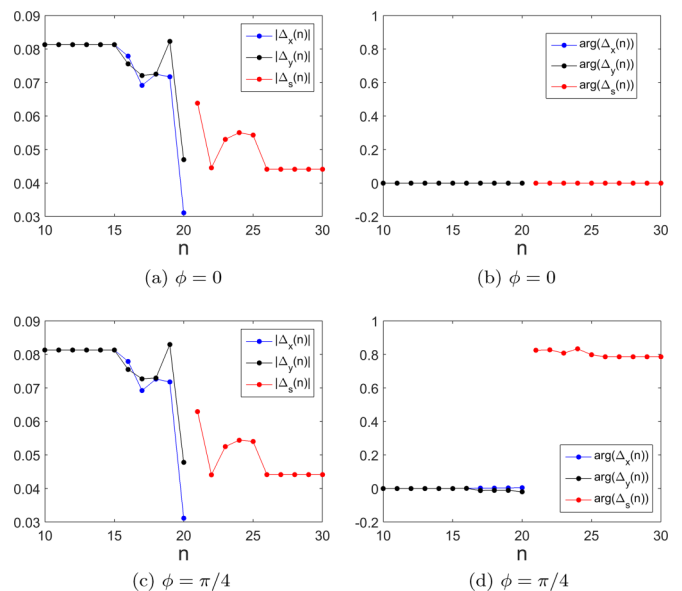 0.09
0.08
0.07
0.06
0.05
0.04
0.03
10
15
20
25
30
n
|Δx(n)|
|Δy(n)|
|Δs(n)|
(a) ϕ = 0
1
0.8
0.6
0.4
0.2
0
-0.2
10
15
20
25
30
n
arg(Δx(n))
arg(Δy(n))
arg(Δs(n))
(b) ϕ = 0
0.09
0.08
0.07
0.06
0.05
0.04
0.03
10
15
20
25
30
n
|Δx(n)|
|Δy(n)|
|Δs(n)|
(c) ϕ = π/4
1
0.8
0.6
0.4
0.2
0
-0.2
10
15
20
25
30
n
arg(Δx(n))
arg(Δy(n))
arg(Δs(n))
(d) ϕ = π/4